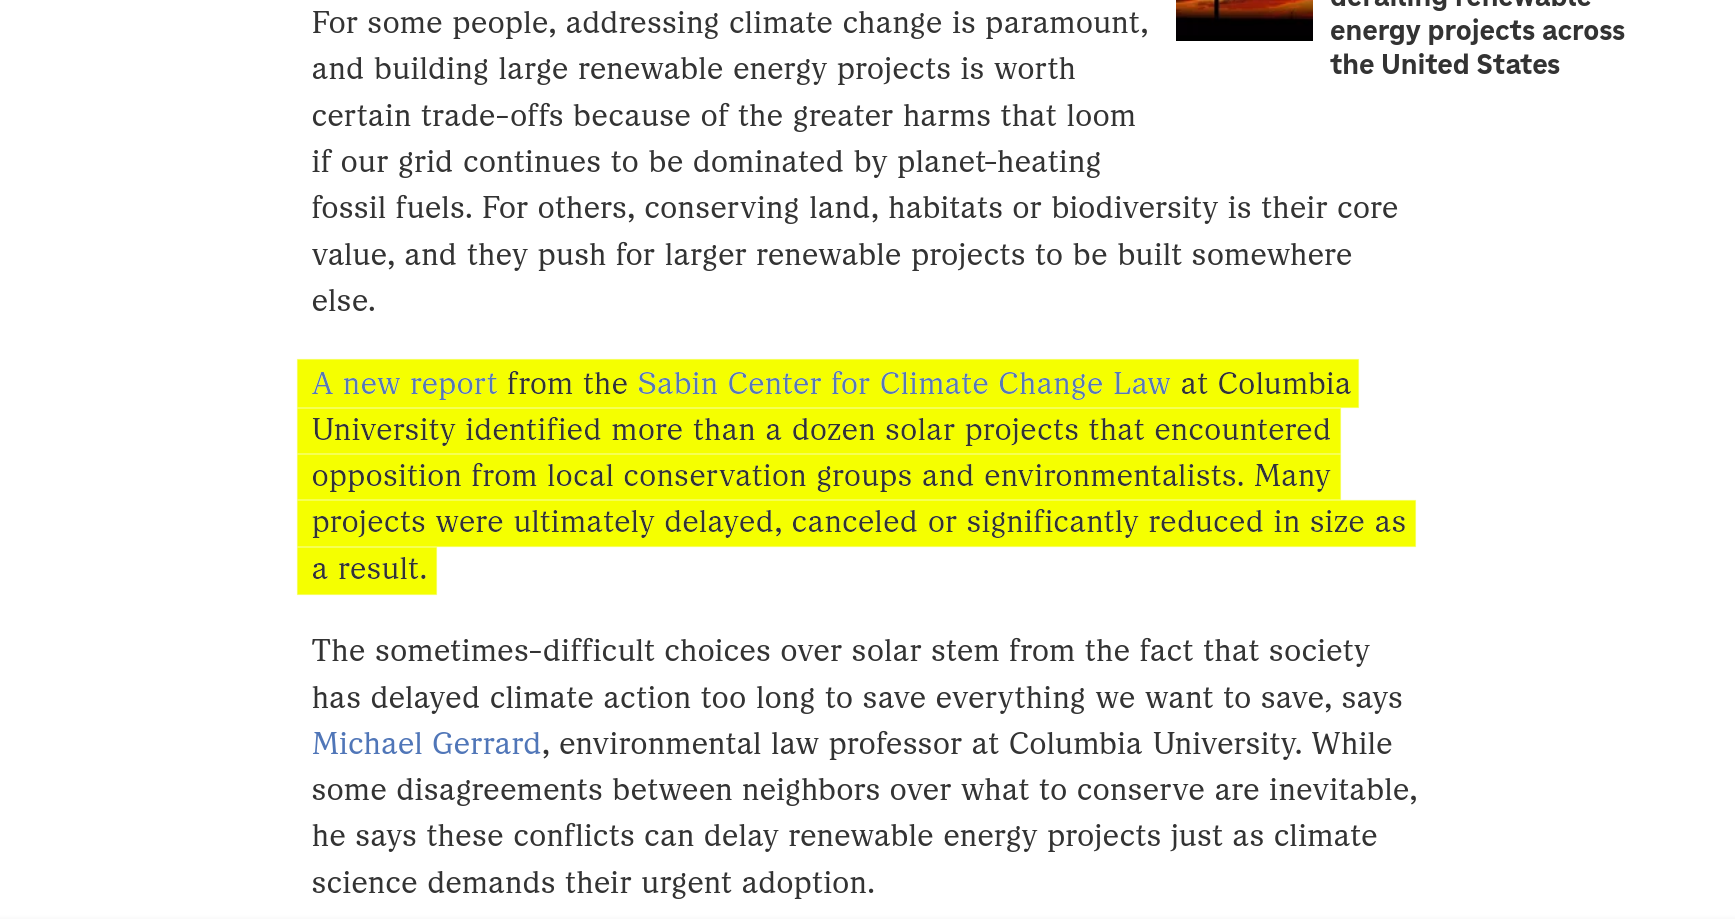 For some people, addressing climate change is paramount,
and building large renewable energy projects is worth
certain trade-offs because of the greater harms that loom
if our grid continues to be dominated by planet-heating
fossil fuels. For others, conserving land, habitats or biodiversity is their core
value, and they push for larger renewable projects to be built somewhere
else.
derailing renewable
energy projects across
the United States
A new report from the Sabin Center for Climate Change Law at Columbia
University identified more than a dozen solar projects that encountered
opposition from local conservation groups and environmentalists. Many
projects were ultimately delayed, canceled or significantly reduced in size as
a result.
The sometimes-difficult choices over solar stem from the fact that society
has delayed climate action too long to save everything we want to save, says
Michael Gerrard, environmental law professor at Columbia University. While
some disagreements between neighbors over what to conserve are inevitable,
he says these conflicts can delay renewable energy projects just as climate
science demands their urgent adoption.